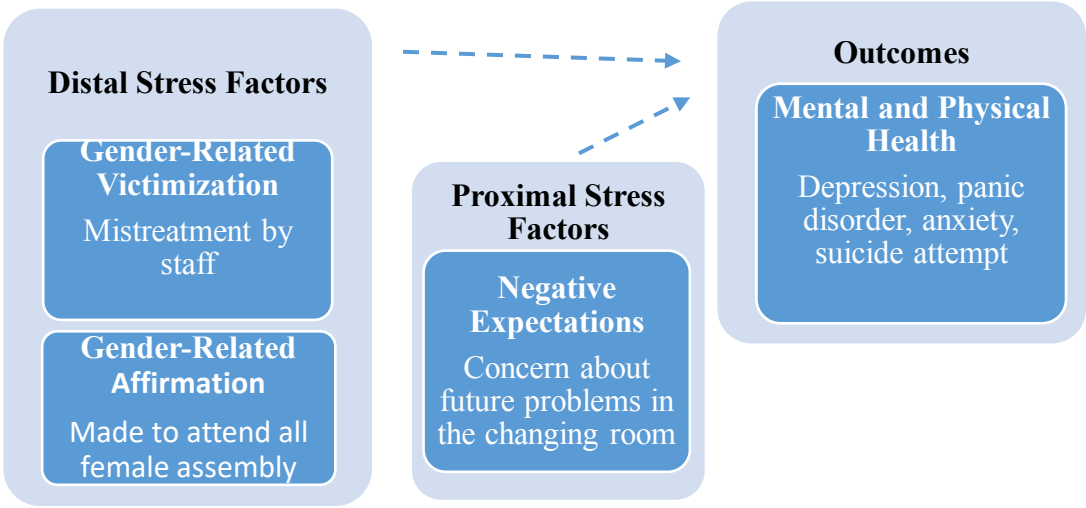 Distal Stress Factors
Gender-Related
Victimization
Mistreatment by
staff
Gender-Related
Affirmation
Made to attend all
female assembly
Proximal Stress
Factors
Negative
Expectations
Concern about
future problems in
the changing room
Outcomes
Mental and Physical
Health
Depression, panic
disorder, anxiety,
suicide attempt